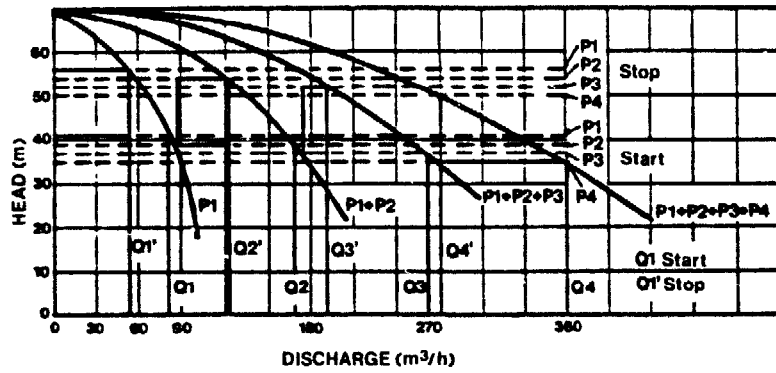 60
50
40
30
20
10
0
HEAD (m)
P1
P2
P3
P4
Stop
P1
P2
P3
P4
Start
P1
P1+P2
P1+P2+P3
P1+P2+P3+P4
Q1'
Q2'
Q3'
Q4'
Q1 Start
Q1
Q2
Q3
Q4
Q1' Stop
0
30
60
90
180
270
360
DISCHARGE (m³/h)